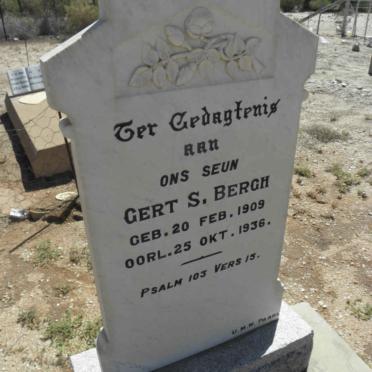 Ter Gedagtenis
AAN
ONS SEUN
GERT S. BERGH
GEB. 20 FEB. 1909
OORL. 25 OKT. 1936.
PSALM 103 VERS 15.